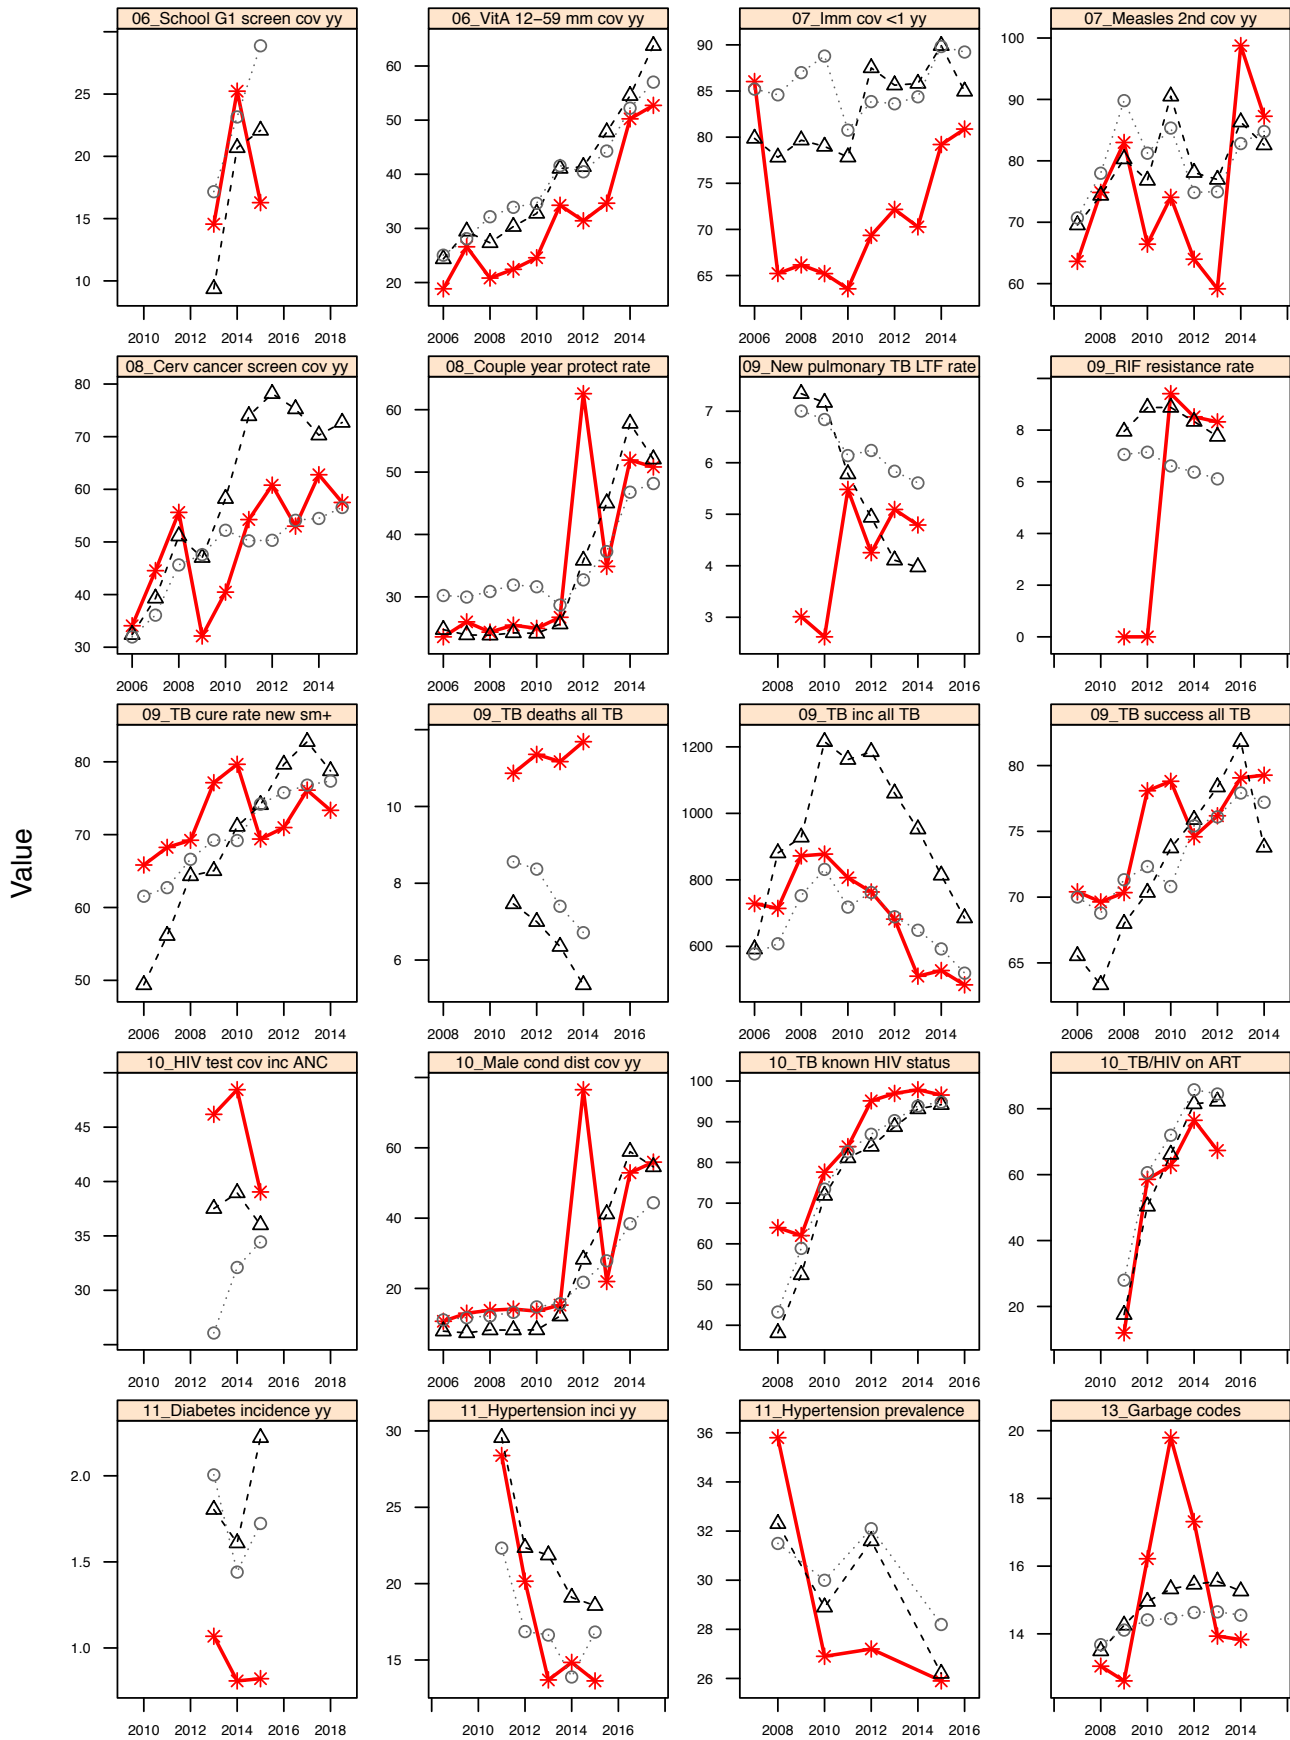 06_School G1 screen cov yy
06_VitA 12−59 mm cov yy
07_Imm cov <1 yy
07_Measles 2nd cov yy
25
20
15
10
2010 2012 2014 2016 2018
60
50
40
30
20
2006 2008 2010 2012 2014
90
85
80
75
70
65
2006 2008 2010 2012 2014
100
90
80
70
60
2008 2010 2012 2014
08_Cerv cancer screen cov yy
08_Couple year protect rate
09_New pulmonary TB LTF rate
09_RIF resistance rate
80
70
60
50
40
30
2006 2008 2010 2012 2014
60
50
40
30
2006 2008 2010 2012 2014
7
6
5
4
3
2008 2010 2012 2014 2016
8
6
4
2
0
2010 2012 2014 2016
09_TB cure rate new sm+
09_TB deaths all TB
09_TB inc all TB
09_TB success all TB
Value
80
70
60
50
2006 2008 2010 2012 2014
10
8
6
2008 2010 2012 2014 2016
1200
1000
800
600
2006 2008 2010 2012 2014
80
75
70
65
2006 2008 2010 2012 2014
10_HIV test cov inc ANC
10_Male cond dist cov yy
10_TB known HIV status
10_TB/HIV on ART
45
40
35
30
2010 2012 2014 2016 2018
60
40
20
2006 2008 2010 2012 2014
100
90
80
70
60
50
40
2008 2010 2012 2014 2016
80
60
40
20
2008 2010 2012 2014 2016
11_Diabetes incidence yy
11_Hypertension inci yy
11_Hypertension prevalence
13_Garbage codes
2.0
1.5
1.0
2010 2012 2014 2016 2018
30
25
20
15
2010 2012 2014 2016
36
34
32
30
28
26
2008 2010 2012 2014 2016
20
18
16
14
2008 2010 2012 2014